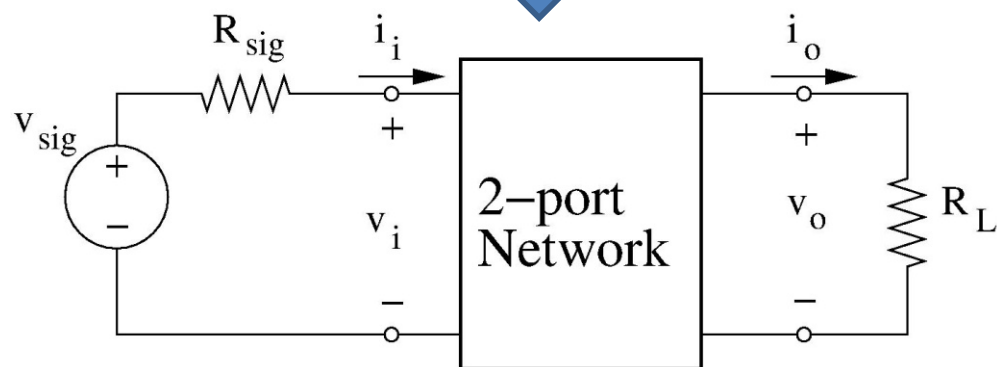 R sig
i i
i o
v sig
+
−
+
v i
−
2−port
Network
+
v o
−
R L